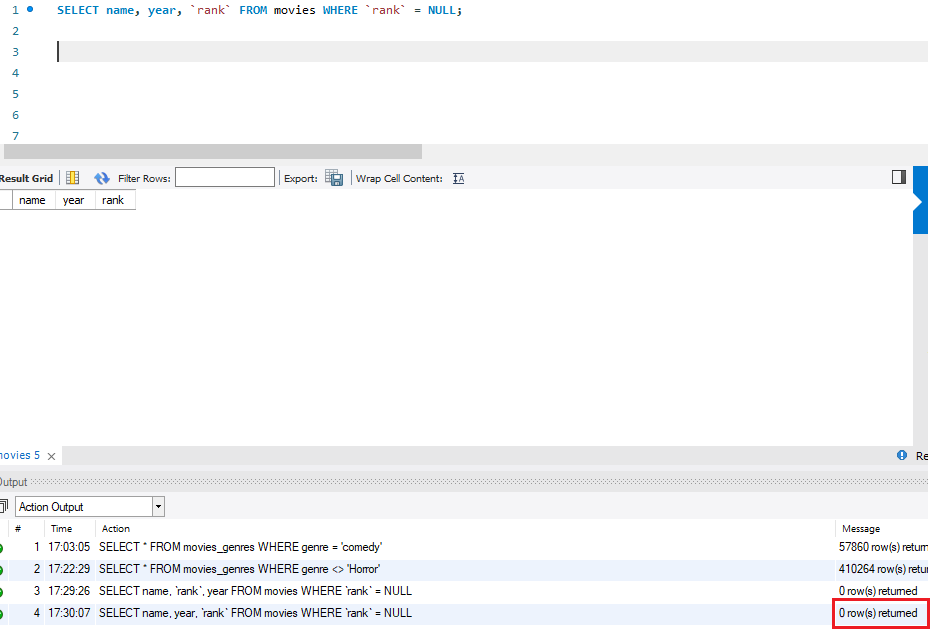 1 SELECT name, year, `rank` FROM movies WHERE `rank` = NULL;
2
3
4
5
6
7
Result Grid Filter Rows: Export: Wrap Cell Content:
name year rank
movies 5
Output
Action Output
# Time Action Message
1 17:03:05 SELECT * FROM movies_genres WHERE genre = 'comedy' 57860 row(s) return
2 17:22:29 SELECT * FROM movies_genres WHERE genre <> 'Horror' 410264 row(s) retu
3 17:29:26 SELECT name, `rank`, year FROM movies WHERE `rank` = NULL 0 row(s) returned
4 17:30:07 SELECT name, year, `rank` FROM movies WHERE `rank` = NULL 0 row(s) returned